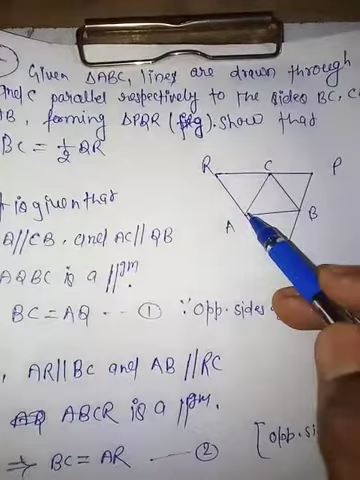 Given ΔABC, lines are drawn through
and C parallel respectively to the sides BC, C
AB, forming ΔPQR (fig). show that
BC = 1/2 QR
R C P
A B
t is given that
Q // CB, and AC // QB
AQBC is a //gm.
BC = AQ -- ① ∵ opp. sides
, AR // BC and AB // RC
ABCR is a //gm.
⇒ BC = AR — ② [opp. si